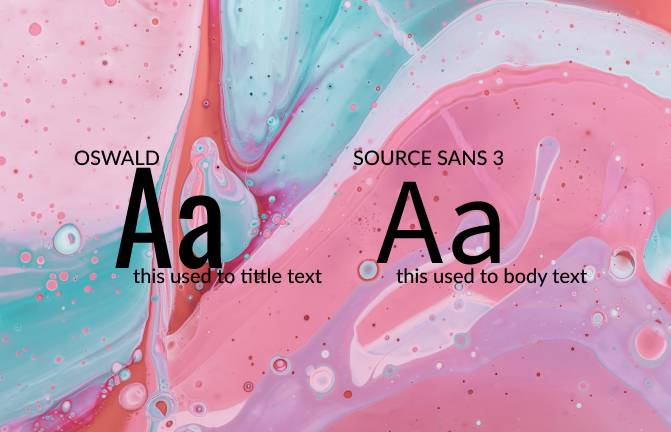 OSWALD
Aa
this used to tittle text
SOURCE SANS 3
Aa
this used to body text